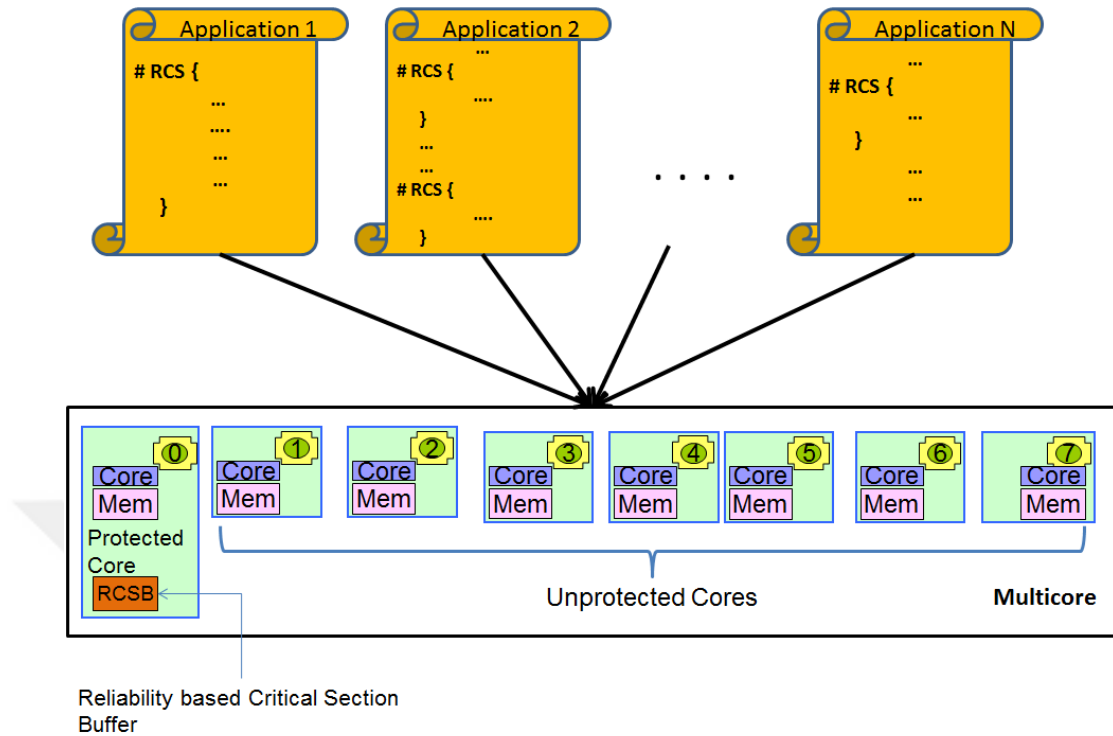 Application 1
# RCS {
...
....
...
...
}
Application 2
...
# RCS {
....
}
...
...
# RCS {
....
}
. . . .
Application N
...
# RCS {
...
}
...
...
0
Core
Mem
Protected
Core
RCSB
1
Core
Mem
2
Core
Mem
3
Core
Mem
4
Core
Mem
5
Core
Mem
6
Core
Mem
7
Core
Mem
Unprotected Cores
Multicore
Reliability based Critical Section
Buffer